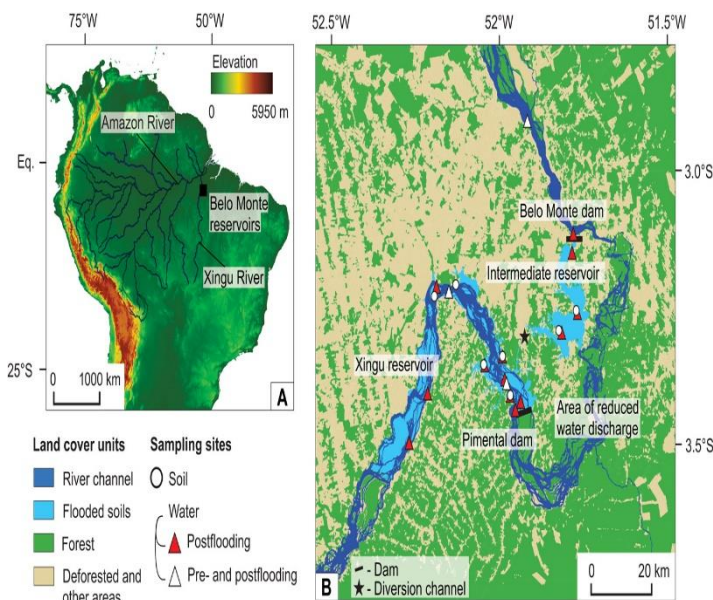 75°W
50°W
Elevation
0
5950 m
Amazon River
Eq.
Belo Monte
reservoirs
Xingu River
25°S
0
1000 km
A
Land cover units
River channel
Flooded soils
Forest
Deforested and
other areas
Sampling sites
Soil
Water
Postflooding
Pre- and postflooding
52.5°W
52°W
51.5°W
3.0°S
Belo Monte dam
Intermediate reservoir
Xingu reservoir
Pimental dam
Area of reduced
water discharge
3.5°S
- Dam
- Diversion channel
B
0
20 km